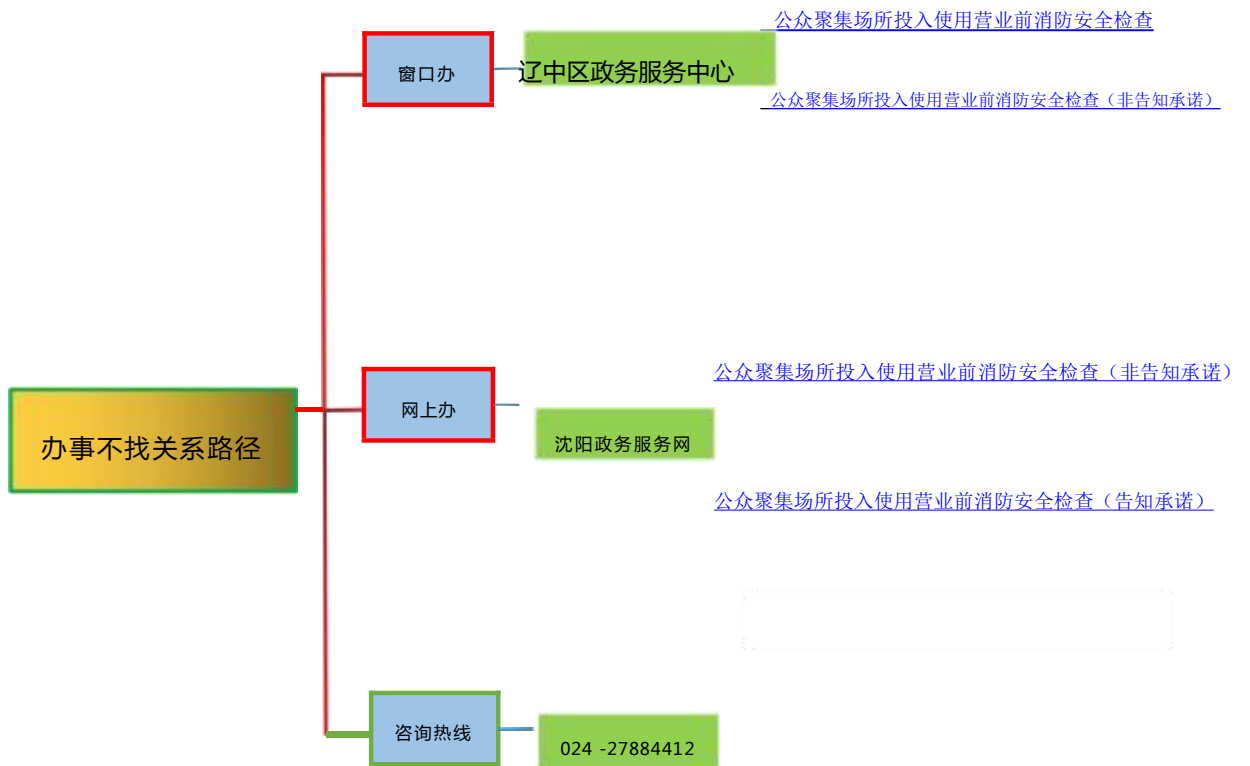 公众聚集场所投入使用营业前消防安全检查
窗口办
辽中区政务服务中心
公众聚集场所投入使用营业前消防安全检查（非告知承诺）
公众聚集场所投入使用营业前消防安全检查（非告知承诺）
网上办
办事不找关系路径
沈阳政务服务网
公众聚集场所投入使用营业前消防安全检查（告知承诺）
咨询热线
024 -27884412